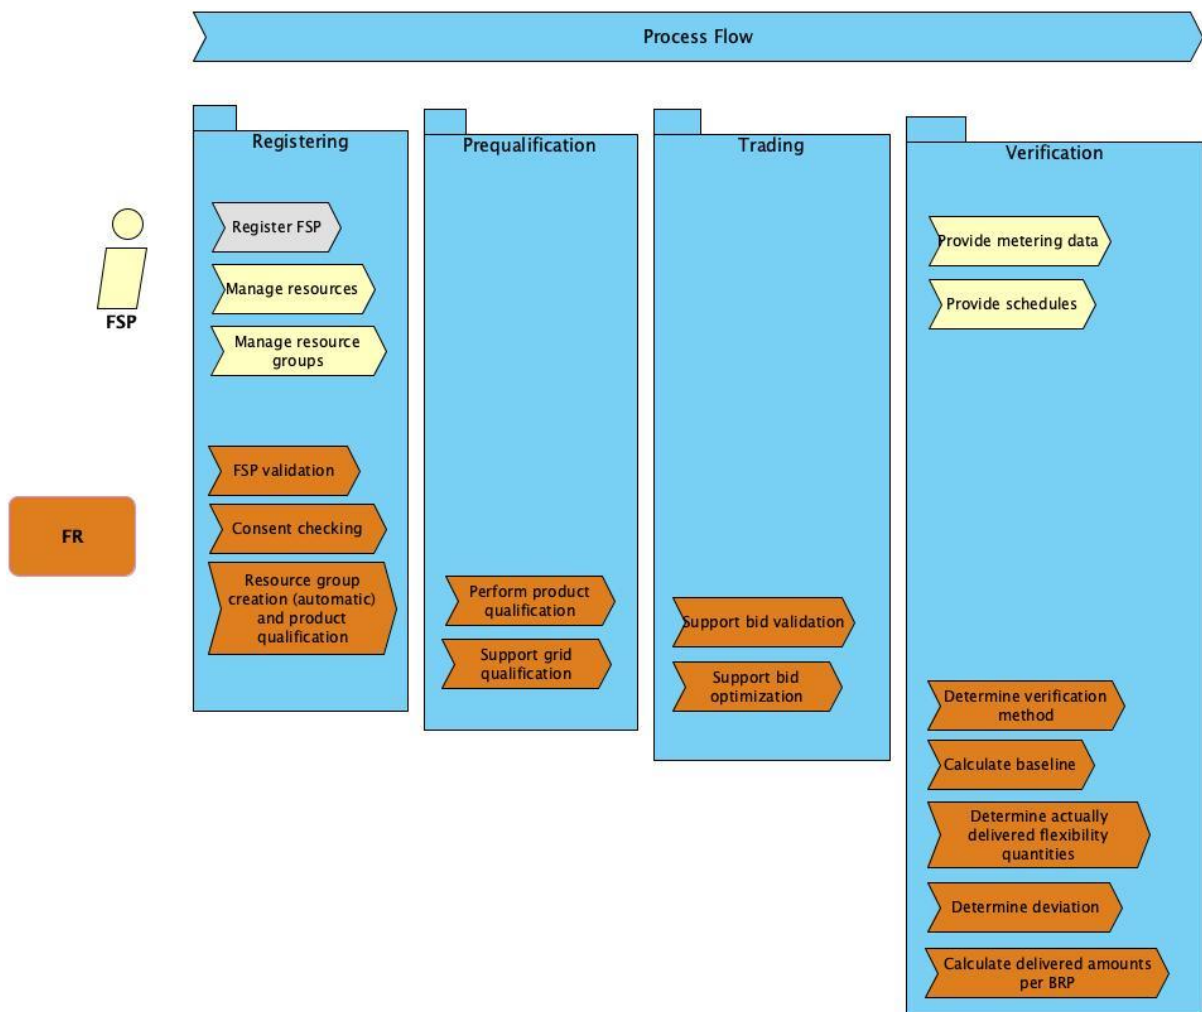 Process Flow
Registering
Prequalification
Trading
Verification
FSP
Register FSP
Manage resources
Manage resource
groups
Provide metering data
Provide schedules
FR
FSP validation
Consent checking
Resource group
creation (automatic)
and product
qualification
Perform product
qualification
Support grid
qualification
Support bid validation
Support bid
optimization
Determine verification
method
Calculate baseline
Determine actually
delivered flexibility
quantities
Determine deviation
Calculate delivered amounts
per BRP